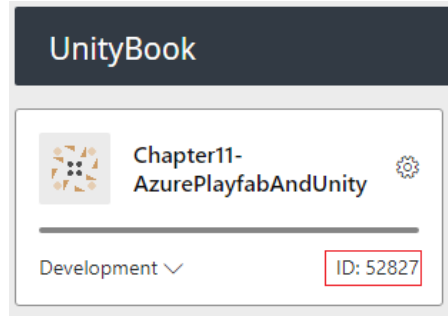 UnityBook
Chapter11-
AzurePlayfabAndUnity
Development
ID: 52827